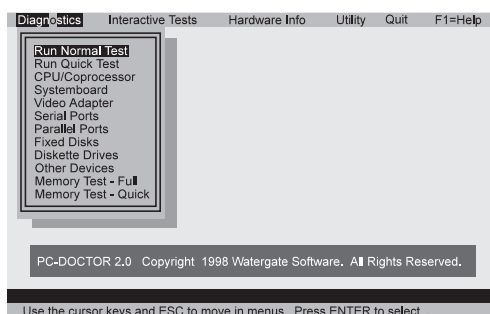 Diagnostics Interactive Tests Hardware Info Utility Quit F1=Help
Run Normal Test
Run Quick Test
CPU/Coprocessor
Systemboard
Video Adapter
Serial Ports
Parallel Ports
Fixed Disks
Diskette Drives
Other Devices
Memory Test - Full
Memory Test - Quick
PC-DOCTOR 2.0 Copyright 1998 Watergate Software. All Rights Reserved.
Use the cursor keys and ESC to move in menus. Press ENTER to select.